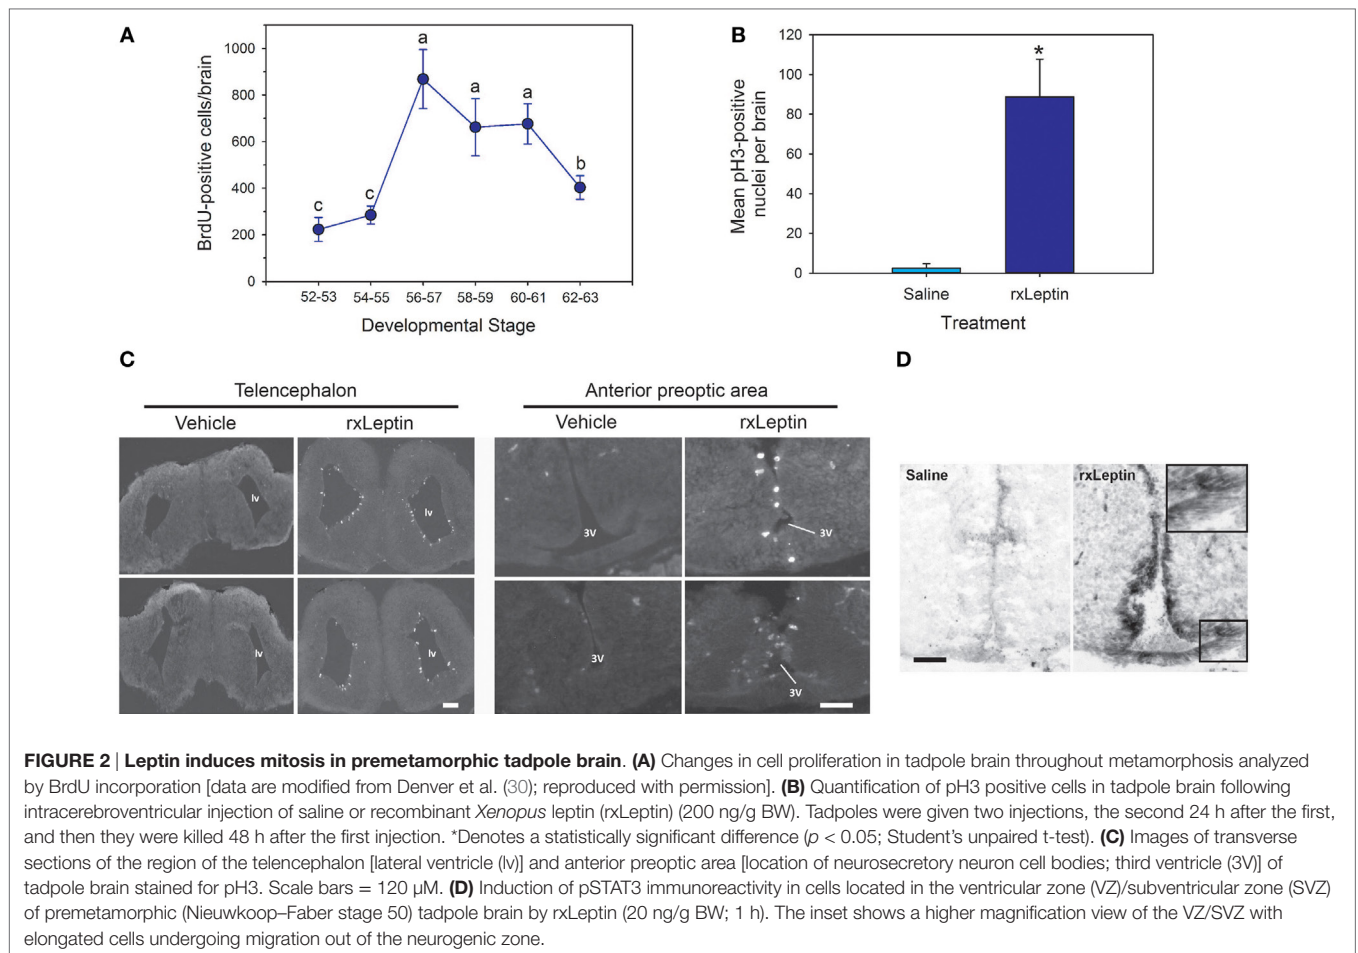 A
BrdU-positive cells/brain
1000
800
600
400
200
0
c
c
a
a
a
b
52-53 54-55 56-57 58-59 60-61 62-63
Developmental Stage
B
Mean pH3-positive
nuclei per brain
120
100
80
60
40
20
0
*
Saline rxLeptin
Treatment
C
Telencephalon Anterior preoptic area
Vehicle rxLeptin Vehicle rxLeptin
lv lv 3V 3V
lv lv 3V 3V
D
Saline rxLeptin
FIGURE 2 | Leptin induces mitosis in premetamorphic tadpole brain. (A) Changes in cell proliferation in tadpole brain throughout metamorphosis analyzed
by BrdU incorporation [data are modified from Denver et al. (30); reproduced with permission]. (B) Quantification of pH3 positive cells in tadpole brain following
intracerebroventricular injection of saline or recombinant Xenopus leptin (rxLeptin) (200 ng/g BW). Tadpoles were given two injections, the second 24 h after the first,
and then they were killed 48 h after the first injection. *Denotes a statistically significant difference (p < 0.05; Student's unpaired t-test). (C) Images of transverse
sections of the region of the telencephalon [lateral ventricle (lv)] and anterior preoptic area [location of neurosecretory neuron cell bodies; third ventricle (3V)] of
tadpole brain stained for pH3. Scale bars = 120 µM. (D) Induction of pSTAT3 immunoreactivity in cells located in the ventricular zone (VZ)/subventricular zone (SVZ)
of premetamorphic (Nieuwkoop–Faber stage 50) tadpole brain by rxLeptin (20 ng/g BW; 1 h). The inset shows a higher magnification view of the VZ/SVZ with
elongated cells undergoing migration out of the neurogenic zone.